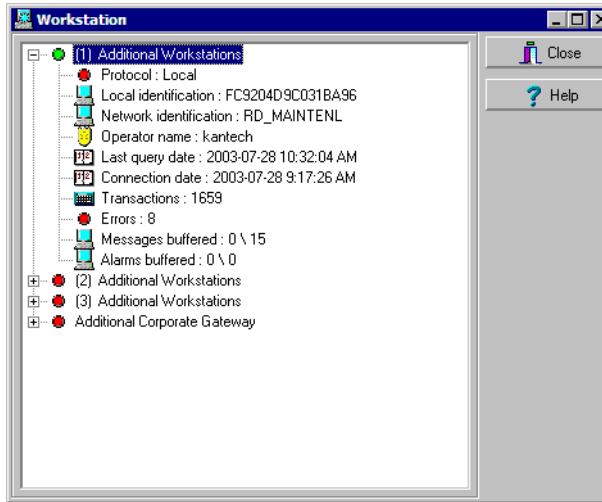 Workstation
(1) Additional Workstations
Protocol : Local
Local identification : FC9204D9C031BA96
Network identification : RD_MAINTENL
Operator name : kantech
Last query date : 2003-07-28 10:32:04 AM
Connection date : 2003-07-28 9:17:26 AM
Transactions : 1659
Errors : 8
Messages buffered : 0 \ 15
Alarms buffered : 0 \ 0
(2) Additional Workstations
(3) Additional Workstations
Additional Corporate Gateway
Close
Help